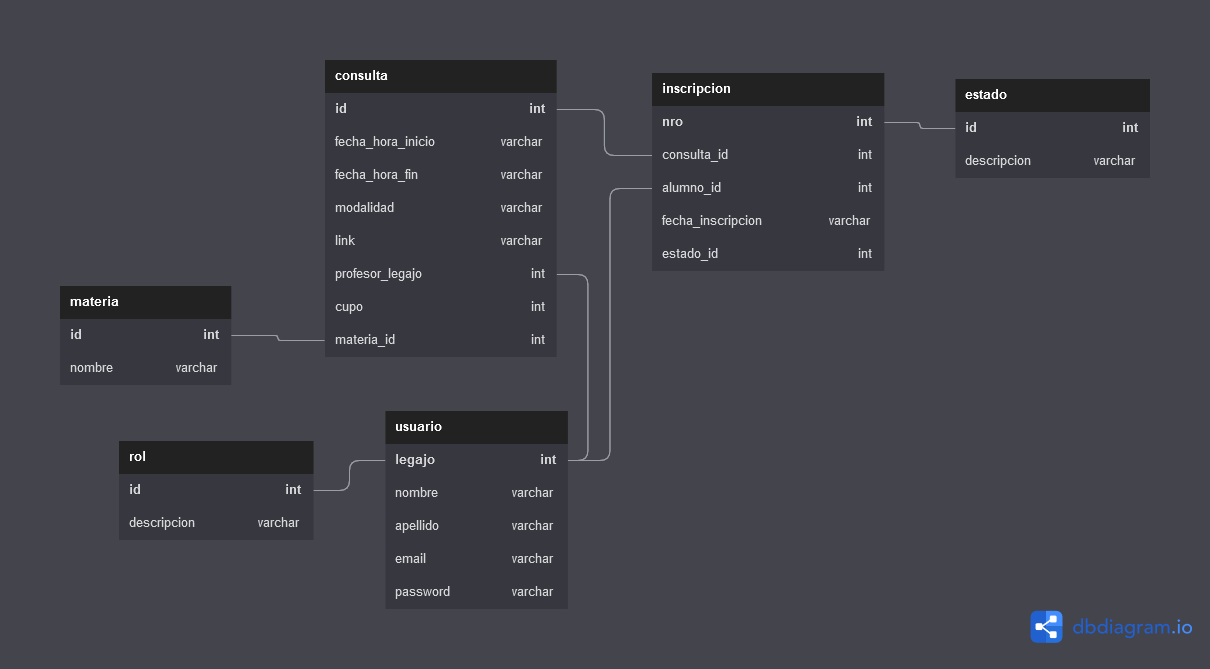 consulta
id int
fecha_hora_inicio varchar
fecha_hora_fin varchar
modalidad varchar
link varchar
profesor_legajo int
cupo int
materia_id int
inscripcion
nro int
consulta_id int
alumno_id int
fecha_inscripcion varchar
estado_id int
estado
id int
descripcion varchar
materia
id int
nombre varchar
rol
id int
descripcion varchar
usuario
legajo int
nombre varchar
apellido varchar
email varchar
password varchar
dbdiagram.io